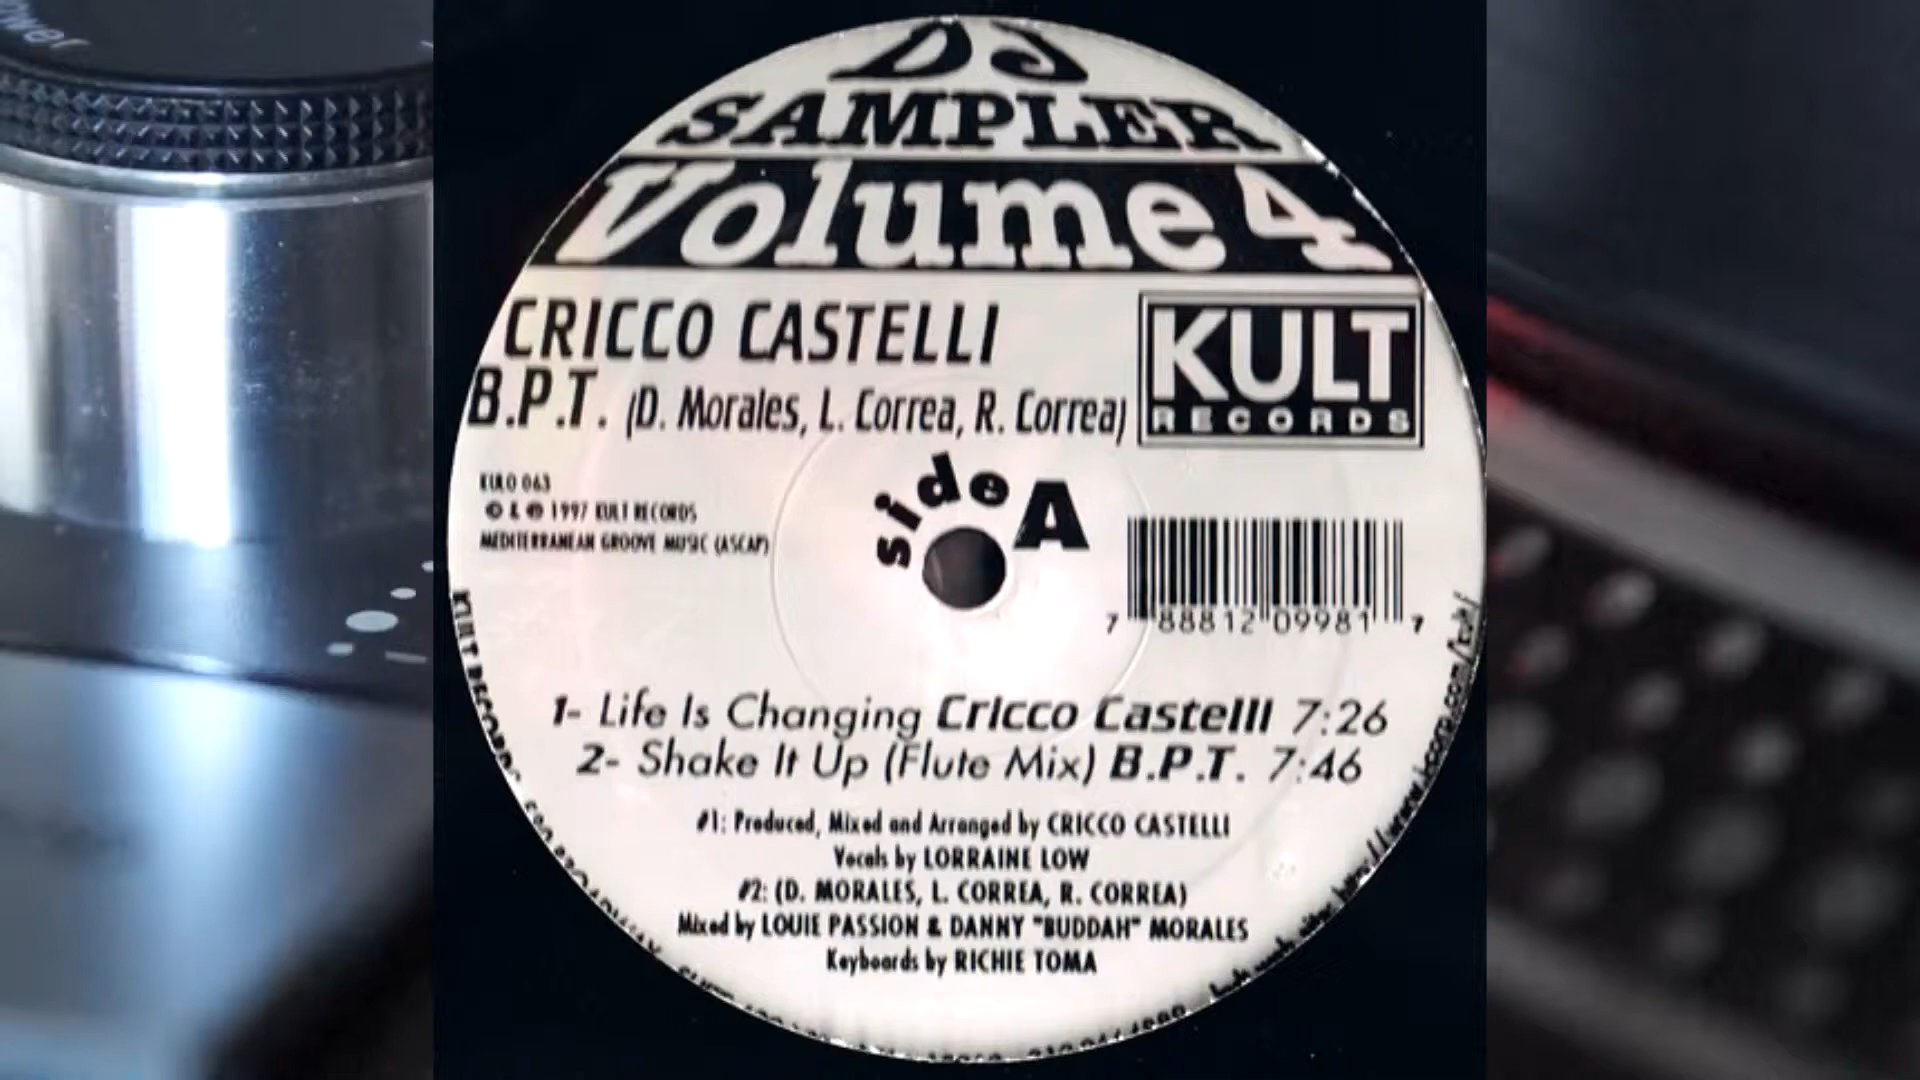 DJ
SAMPLER
Volume 4
CRICCO CASTELLI
B.P.T. (D. Morales, L. Correa, R. Correa)
KULT
RECORDS
side A
KULO 063
© & ℗ 1997 KULT RECORDS
MEDITERRANEAN GROOVE MUSIC (ASCAP)
7 88812 09981 7
1- Life Is Changing Cricco Castelli 7:26
2- Shake It Up (Flute Mix) B.P.T. 7:46
#1: Produced, Mixed and Arranged by CRICCO CASTELLI
Vocals by LORRAINE LOW
#2: (D. MORALES, L. CORREA, R. CORREA)
Mixed by LOUIE PASSION & DANNY "BUDDAH" MORALES
Keyboards by RICHIE TOMA
KULT RECORDS